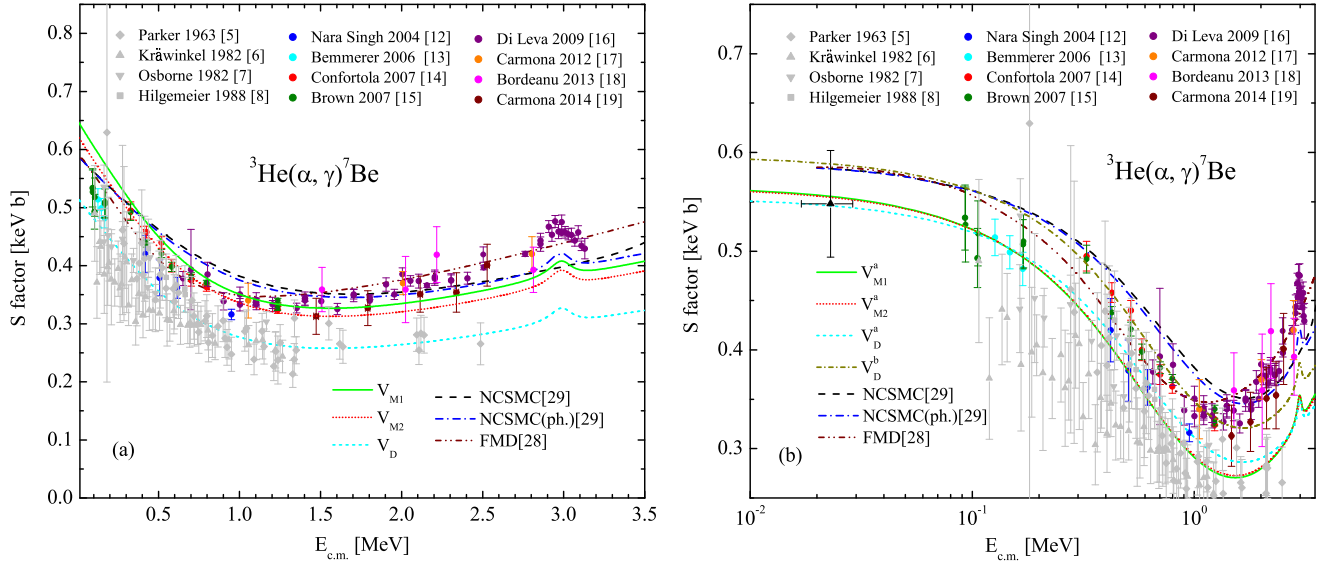 0.8
0.7
0.6
0.5
0.4
0.3
0.2
0.1
0.0
S factor [keV b]
Parker 1963 [5]
Kräwinkel 1982 [6]
Osborne 1982 [7]
Hilgemeier 1988 [8]
Nara Singh 2004 [12]
Bemmerer 2006 [13]
Confortola 2007 [14]
Brown 2007 [15]
Di Leva 2009 [16]
Carmona 2012 [17]
Bordeanu 2013 [18]
Carmona 2014 [19]
³He(α, γ)⁷Be
(a)
V_M1
V_M2
V_D
NCSMC[29]
NCSMC(ph.)[29]
FMD[28]
0.5 1.0 1.5 2.0 2.5 3.0 3.5
E_c.m. [MeV]
0.7
0.6
0.5
0.4
0.3
S factor [keV b]
Parker 1963 [5]
Kräwinkel 1982 [6]
Osborne 1982 [7]
Hilgemeier 1988 [8]
Nara Singh 2004 [12]
Bemmerer 2006 [13]
Confortola 2007 [14]
Brown 2007 [15]
Di Leva 2009 [16]
Carmona 2012 [17]
Bordeanu 2013 [18]
Carmona 2014 [19]
³He(α, γ)⁷Be
V^a_M1
V^a_M2
V^a_D
V^b_D
NCSMC[29]
NCSMC(ph.)[29]
FMD[28]
(b)
10⁻² 10⁻¹ 10⁰
E_c.m. [MeV]